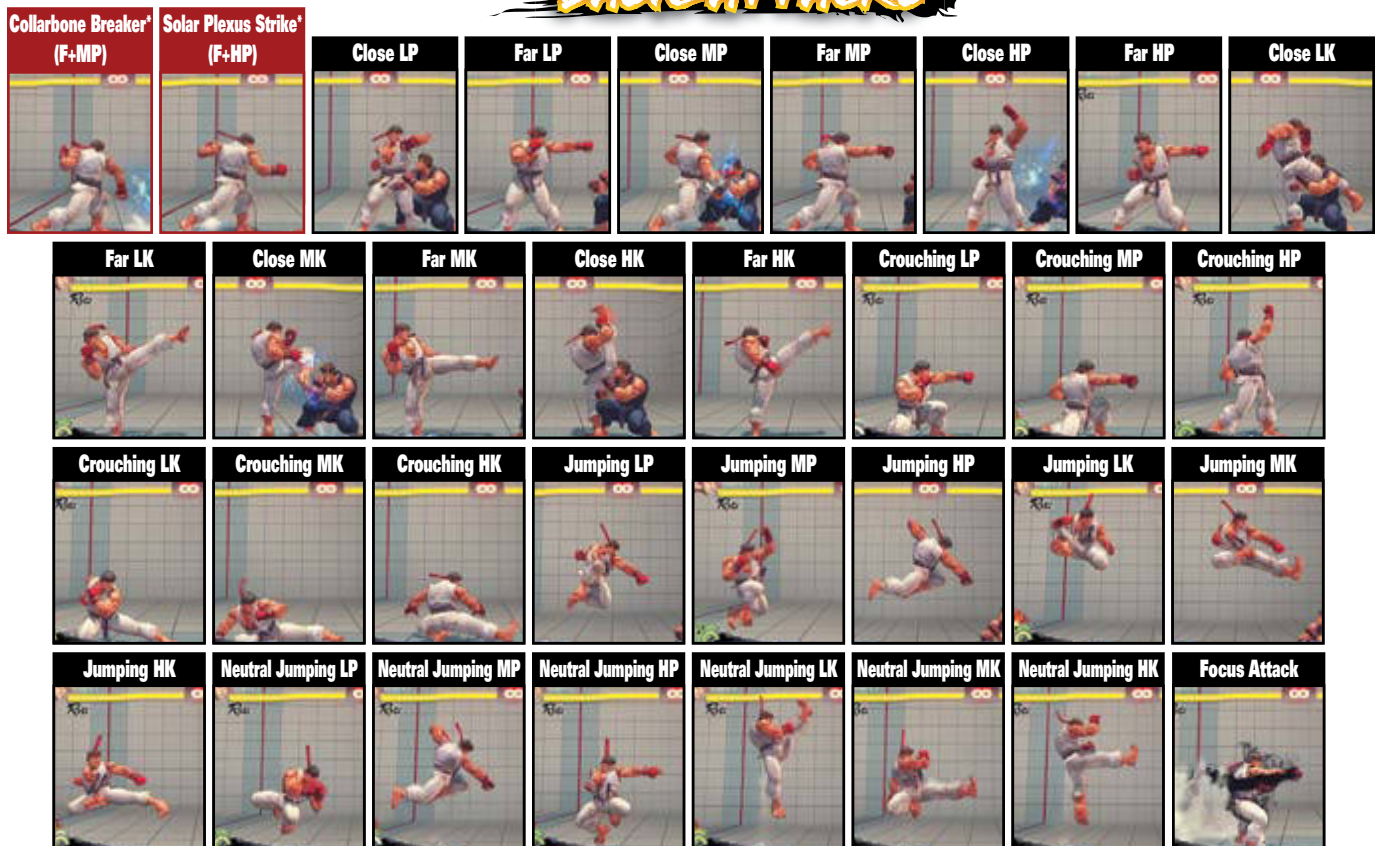 BASIC ATTACKS
Collarbone Breaker*
(F+MP)
Solar Plexus Strike*
(F+HP)
Close LP
Far LP
Close MP
Far MP
Close HP
Far HP
Close LK
Far LK
Close MK
Far MK
Close HK
Far HK
Crouching LP
Crouching MP
Crouching HP
Crouching LK
Crouching MK
Crouching HK
Jumping LP
Jumping MP
Jumping HP
Jumping LK
Jumping MK
Jumping HK
Neutral Jumping LP
Neutral Jumping MP
Neutral Jumping HP
Neutral Jumping LK
Neutral Jumping MK
Neutral Jumping HK
Focus Attack